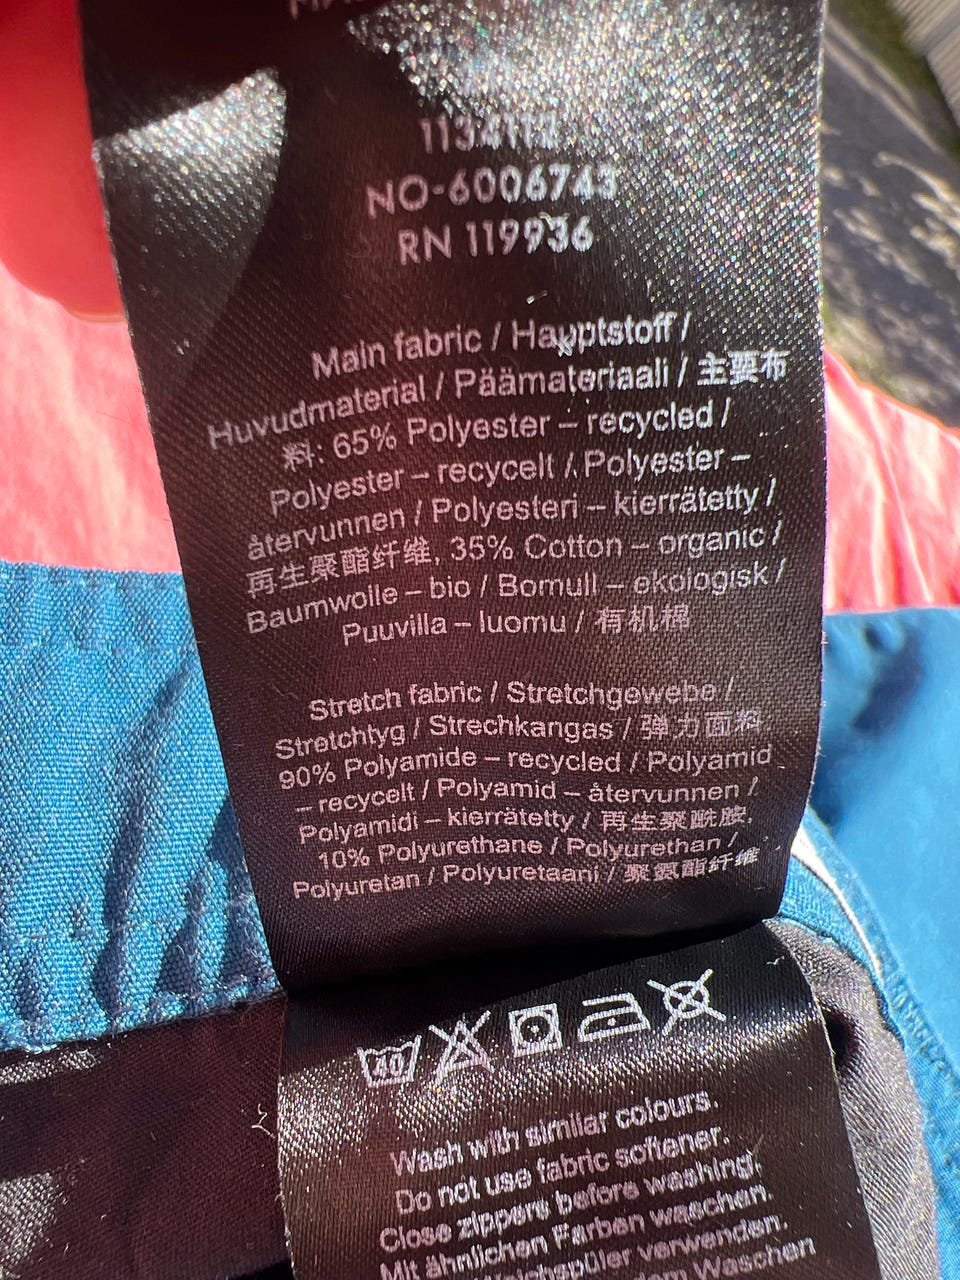 NO-6006743
RN 119936
Main fabric / Hauptstoff /
Huvudmaterial / Päämateriaali / 主要布
料: 65% Polyester – recycled /
Polyester – recycelt / Polyester –
återvunnen / Polyesteri – kierrätetty /
再生聚酯纤维, 35% Cotton – organic /
Baumwolle – bio / Bomull – ekologisk /
Puuvilla – luomu / 有机棉
Stretch fabric / Stretchgewebe /
Stretchtyg / Strechkangas / 弹力面料
90% Polyamide – recycled / Polyamid
– recycelt / Polyamid – återvunnen /
Polyamidi – kierrätetty / 再生聚酰胺,
10% Polyurethane / Polyurethan /
Polyuretan / Polyuretaani / 聚氨酯纤维
40
Wash with similar colours.
Do not use fabric softener.
Close zippers before washing.
Mit ähnlichen Farben waschen.
Weichspüler verwenden.
dem Waschen